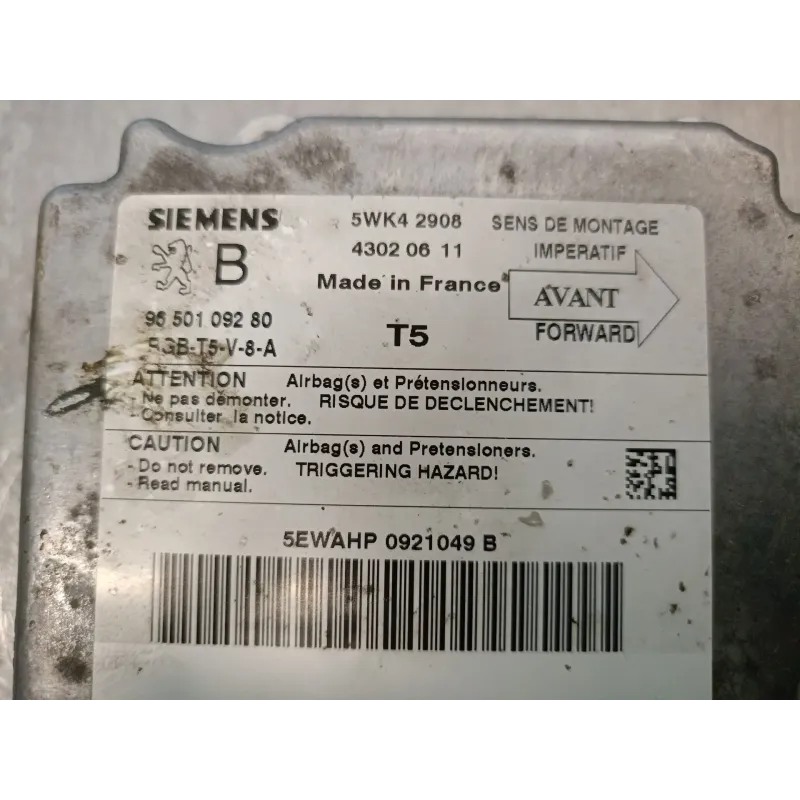 SIEMENS 5WK4 2908 SENS DE MONTAGE
B 4302 06 11 IMPERATIF
Made in France AVANT
96 501 092 80 T5 FORWARD
RGB-T5-V-8-A
ATTENTION Airbag(s) et Prétensionneurs.
- Ne pas démonter. RISQUE DE DECLENCHEMENT!
- Consulter la notice.
CAUTION Airbag(s) and Pretensioners.
- Do not remove. TRIGGERING HAZARD!
- Read manual.
5EWAHP 0921049 B